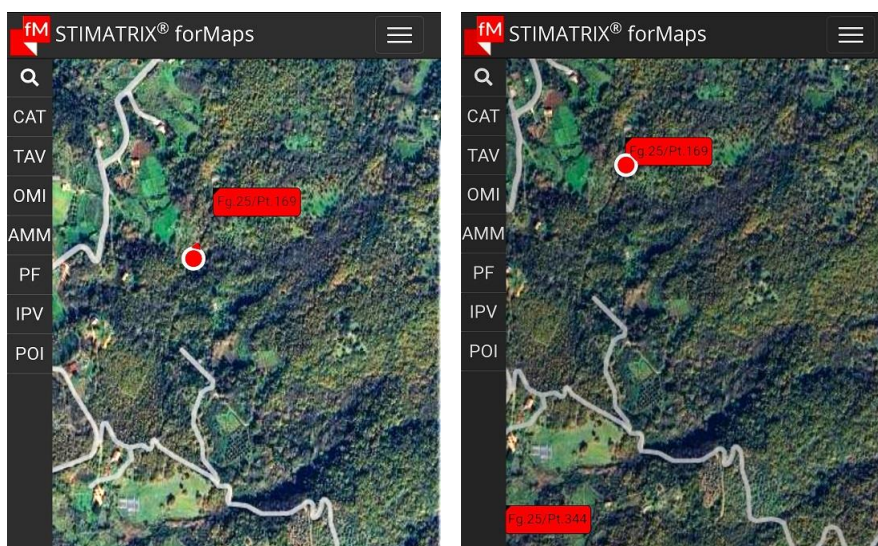 fM STIMATRIX® forMaps
CAT
TAV
OMI
AMM
PF
IPV
POI
Fg.25/Pt.169
fM STIMATRIX® forMaps
CAT
TAV
OMI
AMM
PF
IPV
POI
Fg.25/Pt.169
Fg.25/Pt.344